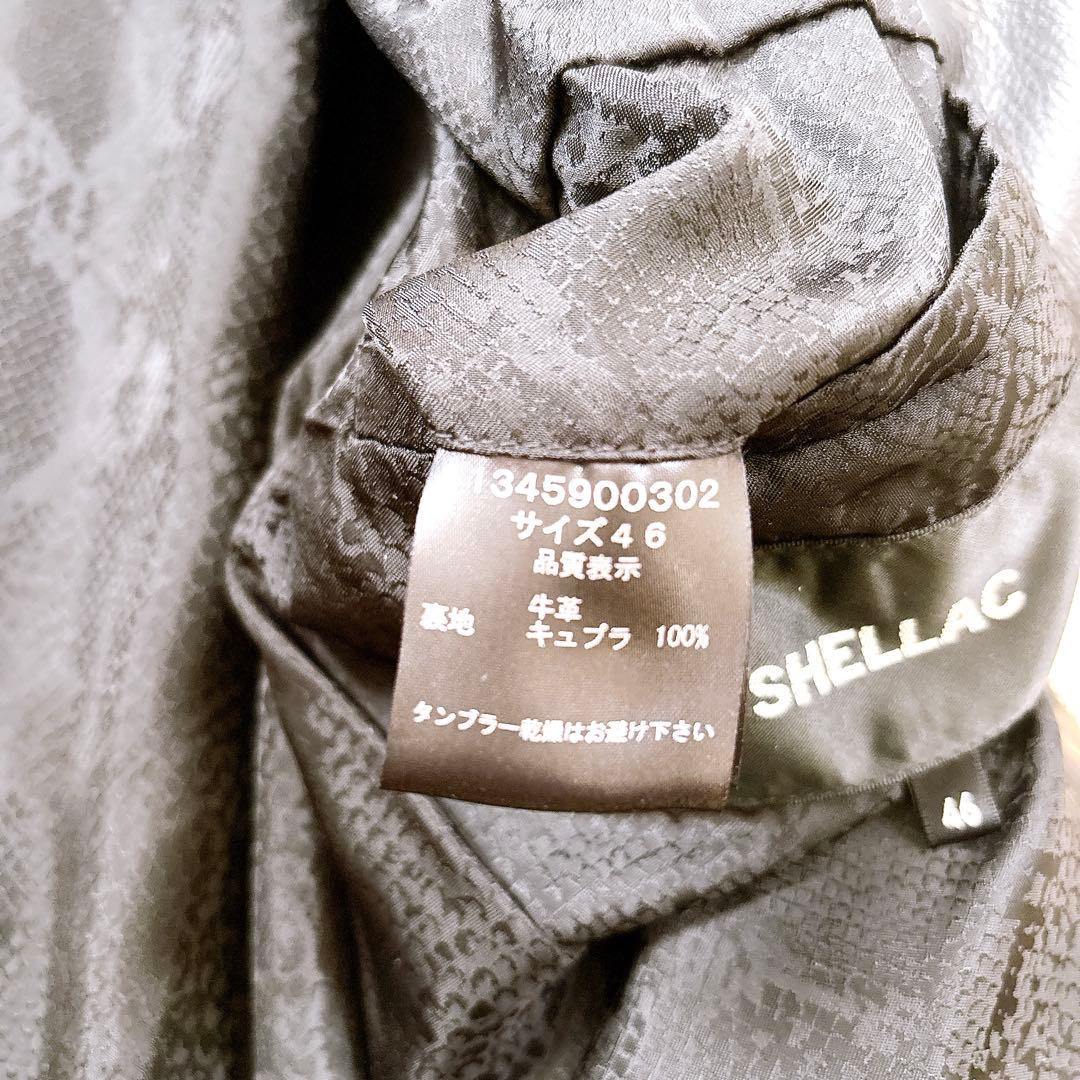 1345900302
サイズ46
品質表示
牛革
裏地 キュプラ 100%
タンブラー乾燥はお避け下さい
SHELLAC
46